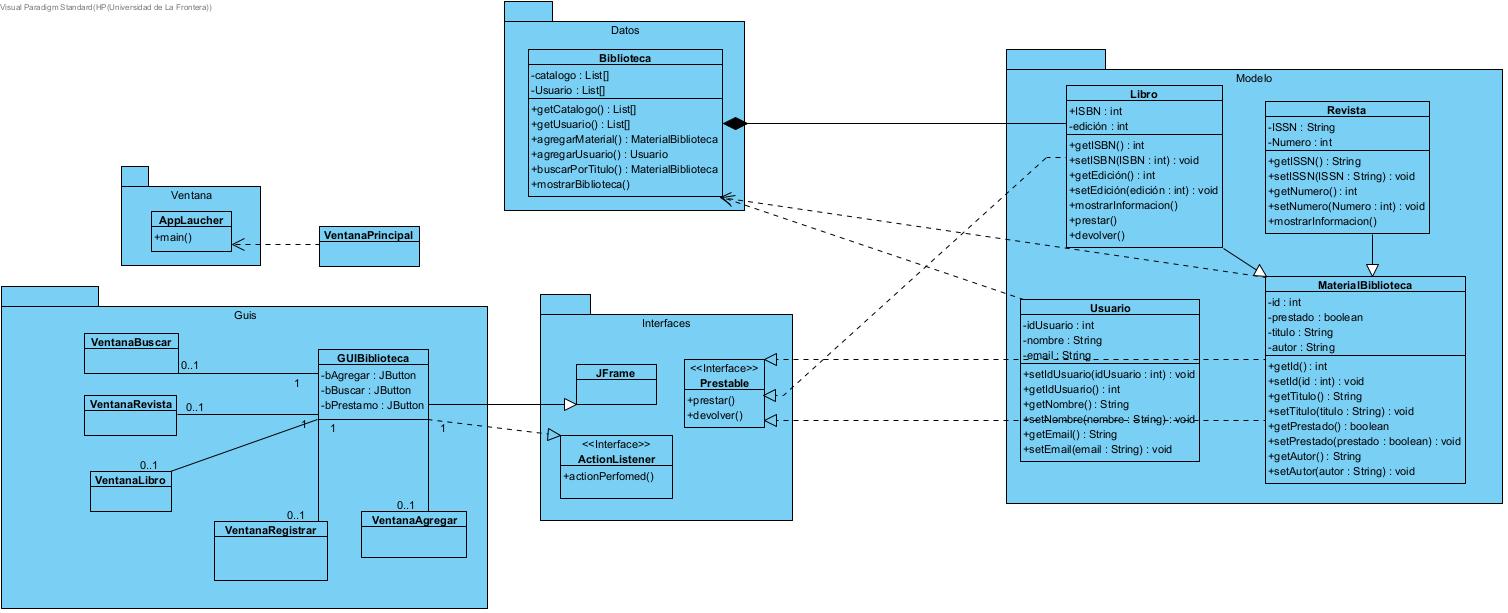 Visual Paradigm Standard(HP(Universidad de La Frontera))
Datos
Biblioteca
-catalogo : List[]
-Usuario : List[]
+getCatalogo() : List[]
+getUsuario() : List[]
+agregarMaterial() : MaterialBiblioteca
+agregarUsuario() : Usuario
+buscarPorTitulo() : MaterialBiblioteca
+mostrarBiblioteca()
Modelo
Libro
+ISBN : int
-edición : int
+getISBN() : int
+setISBN(ISBN : int) : void
+getEdición() : int
+setEdición(edición : int) : void
+mostrarInformacion()
+prestar()
+devolver()
Revista
-ISSN : String
-Numero : int
+getISSN() : String
+setISSN(ISSN : String) : void
+getNumero() : int
+setNumero(Numero : int) : void
+mostrarInformacion()
Usuario
-idUsuario : int
-nombre : String
-email : String
+setIdUsuario(idUsuario : int) : void
+getIdUsuario() : int
+getNombre() : String
+setNombre(nombre : String) : void
+getEmail() : String
+setEmail(email : String) : void
MaterialBiblioteca
-id : int
-prestado : boolean
-titulo : String
-autor : String
+getId() : int
+setId(id : int) : void
+getTitulo() : String
+setTitulo(titulo : String) : void
+getPrestado() : boolean
+setPrestado(prestado : boolean) : void
+getAutor() : String
+setAutor(autor : String) : void
Ventana
AppLaucher
+main()
VentanaPrincipal
Guis
VentanaBuscar
0..1
1
GUIBiblioteca
-bAgregar : JButton
-bBuscar : JButton
-bPrestamo : JButton
VentanaRevista
0..1
1
1
1
0..1
VentanaLibro
0..1
VentanaRegistrar
0..1
VentanaAgregar
Interfaces
JFrame
<<Interface>>
Prestable
+prestar()
+devolver()
<<Interface>>
ActionListener
+actionPerfomed()